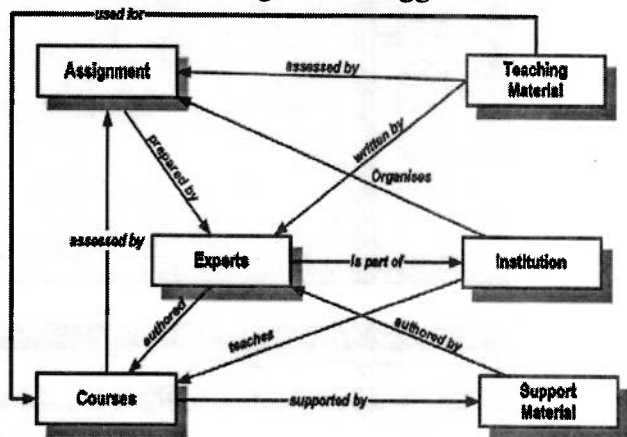 used for
Assignment
assessed by
Teaching
Material
prepared by
written by
Organises
assessed by
Experts
Is part of
Institution
authored
teaches
authored by
Courses
supported by
Support
Material